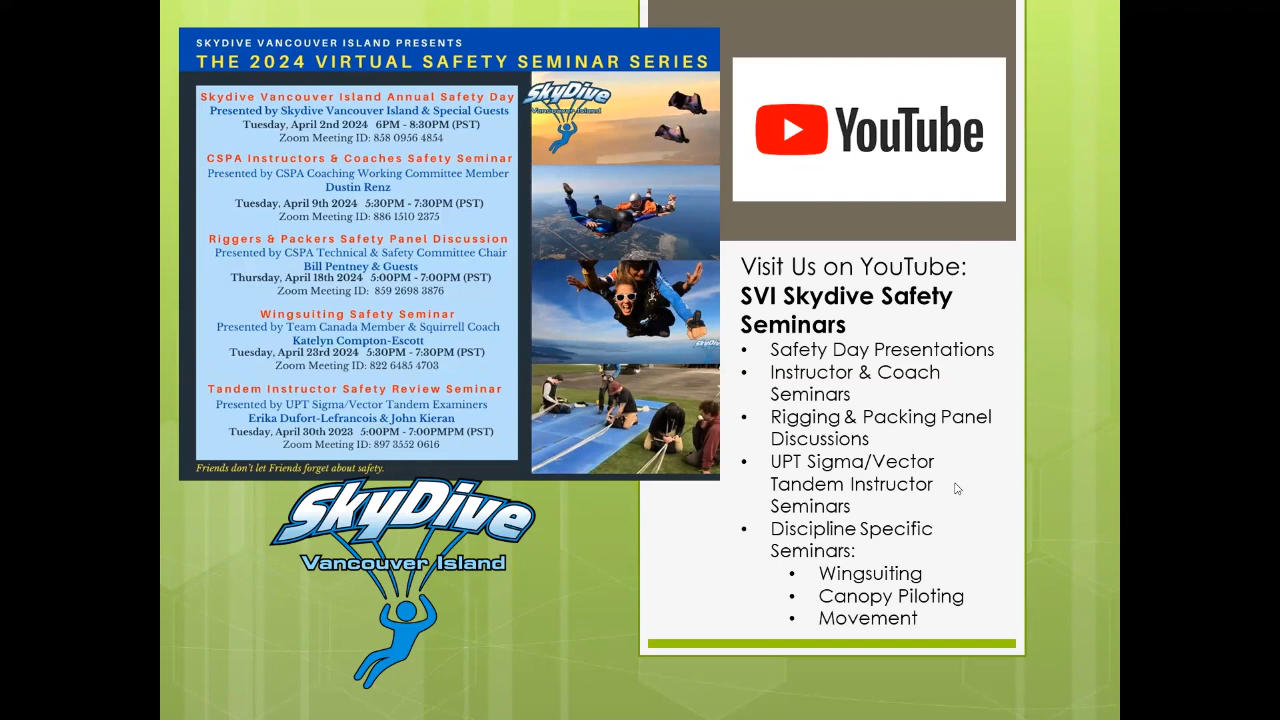 SKYDIVE VANCOUVER ISLAND PRESENTS
THE 2024 VIRTUAL SAFETY SEMINAR SERIES
Skydive Vancouver Island Annual Safety Day
Presented by Skydive Vancouver Island & Special Guests
Tuesday, April 2nd 2024 6PM - 8:30PM (PST)
Zoom Meeting ID: 858 0956 4854
CSPA Instructors & Coaches Safety Seminar
Presented by CSPA Coaching Working Committee Member
Dustin Renz
Tuesday, April 9th 2024 5:30PM - 7:30PM (PST)
Zoom Meeting ID: 886 1510 2375
Riggers & Packers Safety Panel Discussion
Presented by CSPA Technical & Safety Committee Chair
Bill Pentney & Guests
Thursday, April 18th 2024 5:00PM - 7:00PM (PST)
Zoom Meeting ID: 859 2698 3876
Wingsuiting Safety Seminar
Presented by Team Canada Member & Squirrell Coach
Katelyn Compton-Escott
Tuesday, April 23rd 2024 5:30PM - 7:30PM (PST)
Zoom Meeting ID: 822 6485 4703
Tandem Instructor Safety Review Seminar
Presented by UPT Sigma/Vector Tandem Examiners
Erika Dufort-Lefrancois & John Kieran
Tuesday, April 30th 2023 5:00PM - 7:00PMPM (PST)
Zoom Meeting ID: 897 3552 0616
Friends don't let Friends forget about safety.
SkyDive
Vancouver Island
SkyDive
SkyDive
Vancouver Island
YouTube
Visit Us on YouTube:
SVI Skydive Safety
Seminars
• Safety Day Presentations
• Instructor & Coach
Seminars
• Rigging & Packing Panel
Discussions
• UPT Sigma/Vector
Tandem Instructor
Seminars
• Discipline Specific
Seminars:
• Wingsuiting
• Canopy Piloting
• Movement